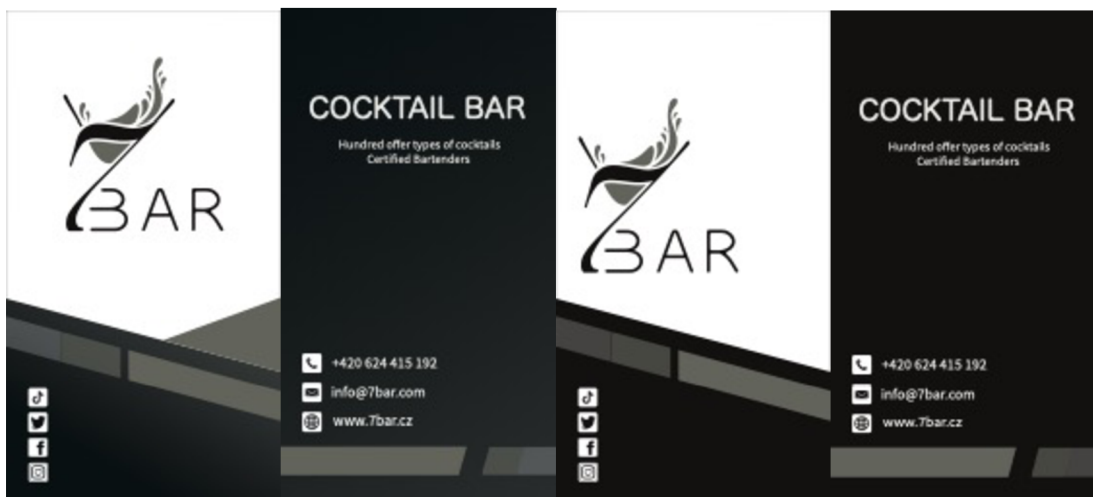 7BAR
COCKTAIL BAR
Hundred offer types of cocktails
Certified Bartenders
+420 624 415 192
info@7bar.com
www.7bar.cz
7BAR
COCKTAIL BAR
Hundred offer types of cocktails
Certified Bartenders
+420 624 415 192
info@7bar.com
www.7bar.cz